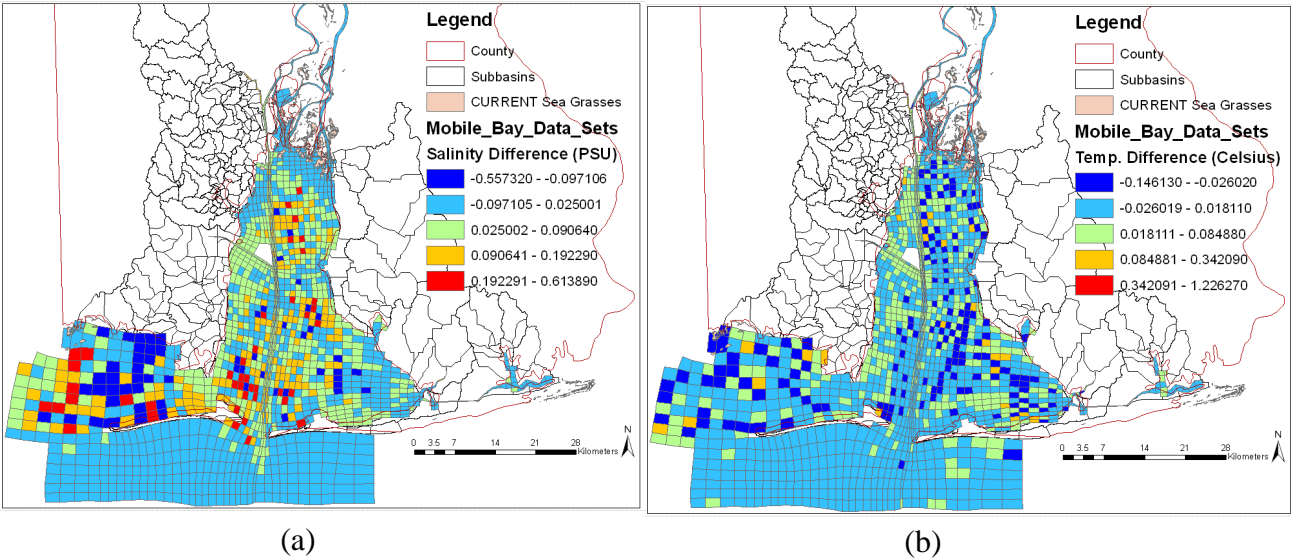 Legend
County
Subbasins
CURRENT Sea Grasses
Mobile_Bay_Data_Sets
Salinity Difference (PSU)
-0.557320 - -0.097106
-0.097105 - 0.025001
0.025002 - 0.090640
0.090641 - 0.192290
0.192291 - 0.613890
0 3.5 7 14 21 28
Kilometers
N
(a)
Legend
County
Subbasins
CURRENT Sea Grasses
Mobile_Bay_Data_Sets
Temp. Difference (Celsius)
-0.146130 - -0.026020
-0.026019 - 0.018110
0.018111 - 0.084880
0.084881 - 0.342090
0.342091 - 1.226270
0 3.5 7 14 21 28
Kilometers
N
(b)